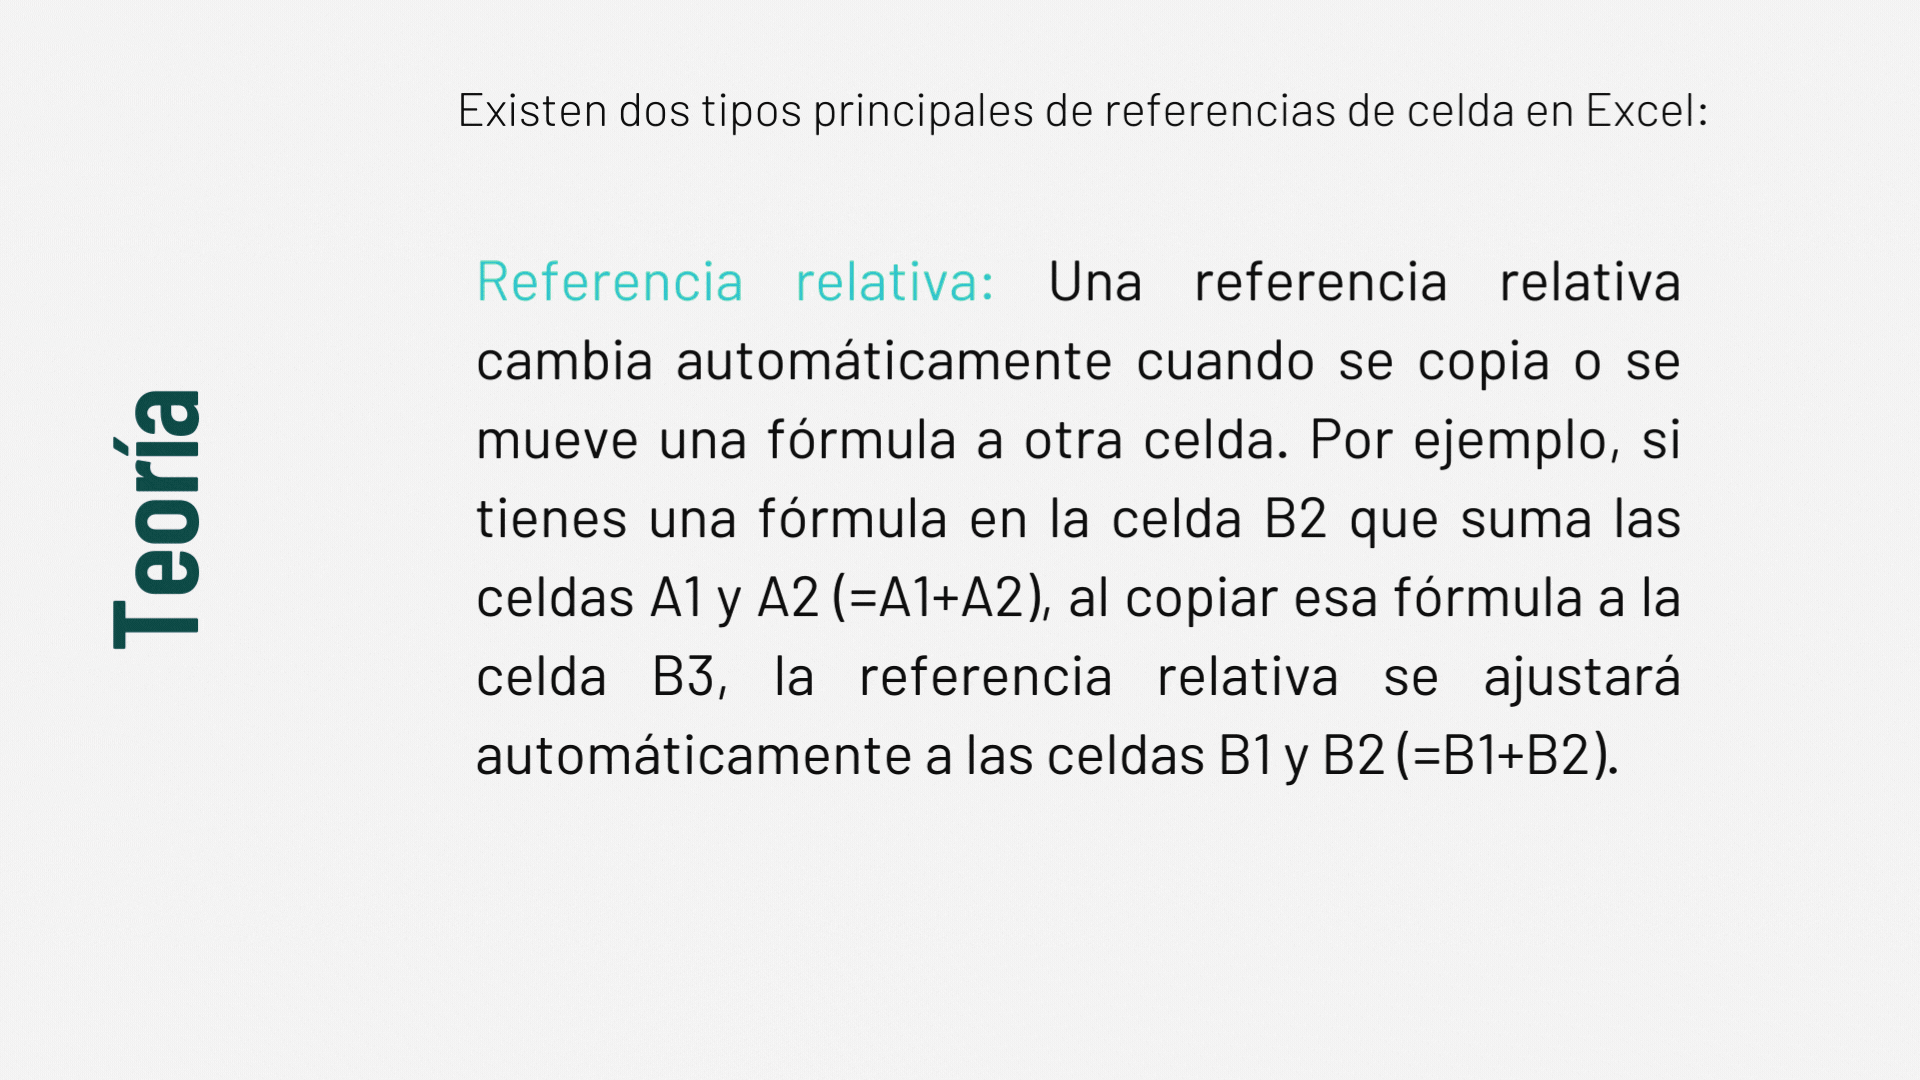 Existen dos tipos principales de referencias de celda en Excel:
Teoría
Referencia relativa: Una referencia relativa
cambia automáticamente cuando se copia o se
mueve una fórmula a otra celda. Por ejemplo, si
tienes una fórmula en la celda B2 que suma las
celdas A1 y A2 (=A1+A2), al copiar esa fórmula a la
celda B3, la referencia relativa se ajustará
automáticamente a las celdas B1 y B2 (=B1+B2).